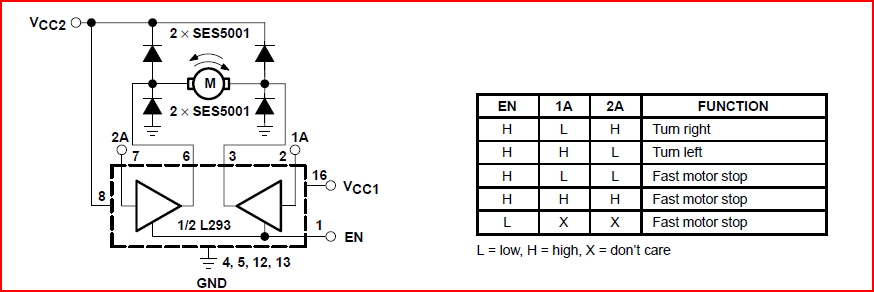 VCC2
2 × SES5001
M
2 × SES5001
2A
1A
7
6
3
2
16
VCC1
8
1/2 L293
1
EN
4, 5, 12, 13
GND
EN 1A 2A FUNCTION
H L H Turn right
H H L Turn left
H L L Fast motor stop
H H H Fast motor stop
L X X Fast motor stop
L = low, H = high, X = don’t care